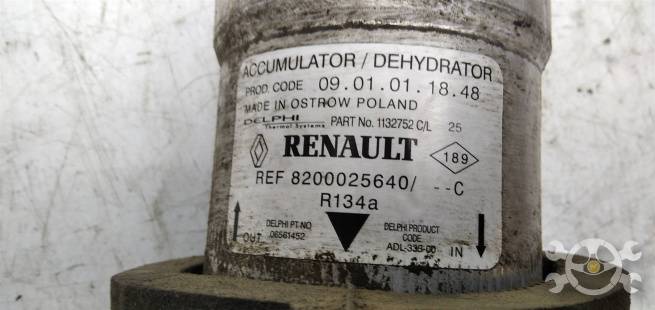 ACCUMULATOR / DEHYDRATOR
PROD. CODE 09.01.01.18.48
MADE IN OSTROW POLAND
DELPHI PART No. 1132752 C/L 25
Thermal Systems
RENAULT 189
REF 8200025640/ --C
R134a
DELPHI PT NO DELPHI PRODUCT
06561452 CODE
OUT ADL-336-00 IN